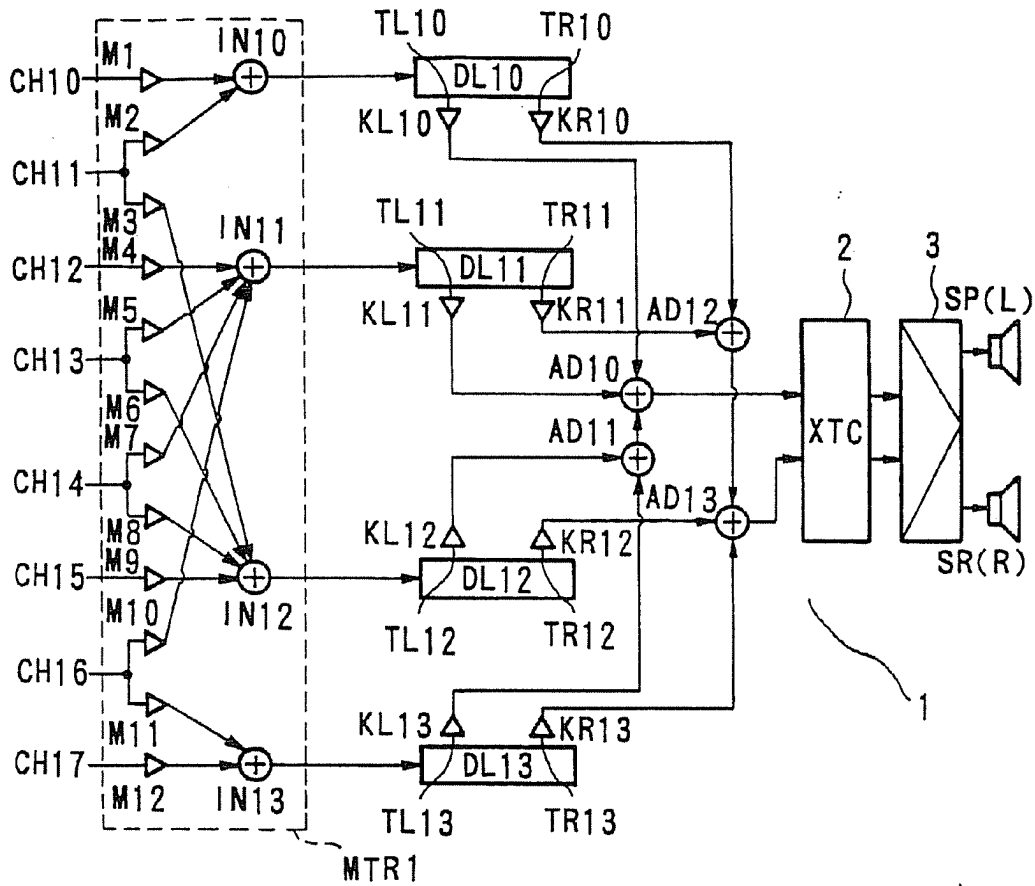 TL10 TR10
M1 IN10
CH10 DL10
M2 KL10 KR10
CH11
M3 IN11 TL11 TR11
M4
CH12 DL11 2 3
M5 KL11 KR11 AD12 SP(L)
CH13 AD10
M6
M7 AD11 XTC
CH14 AD13
M8 KL12 KR12
M9 SR(R)
CH15 DL12
M10 IN12
TL12 TR12
CH16
1
M11 KL13 KR13
CH17 DL13
M12 IN13
TL13 TR13
MTR1